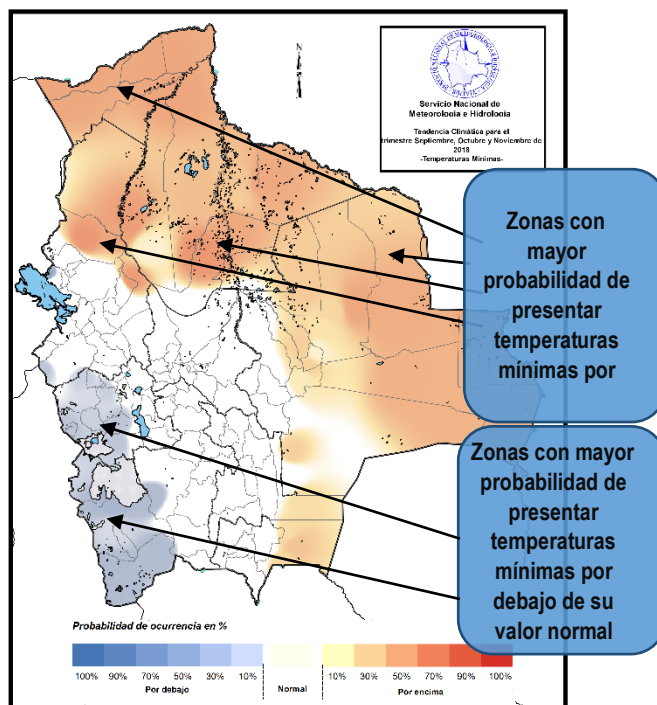 N
Servicio Nacional de
Meteorología e Hidrología
Tendencia Climática para el
trimestre Septiembre, Octubre y Noviembre de
2018
-Temperaturas Mínimas-
Zonas con
mayor
probabilidad de
presentar
temperaturas
mínimas por
Zonas con mayor
probabilidad de
presentar
temperaturas
mínimas por
debajo de su
valor normal
Probabilidad de ocurrencia en %
100% 90% 70% 50% 30% 10% 10% 30% 50% 70% 90% 100%
Por debajo Normal Por encima